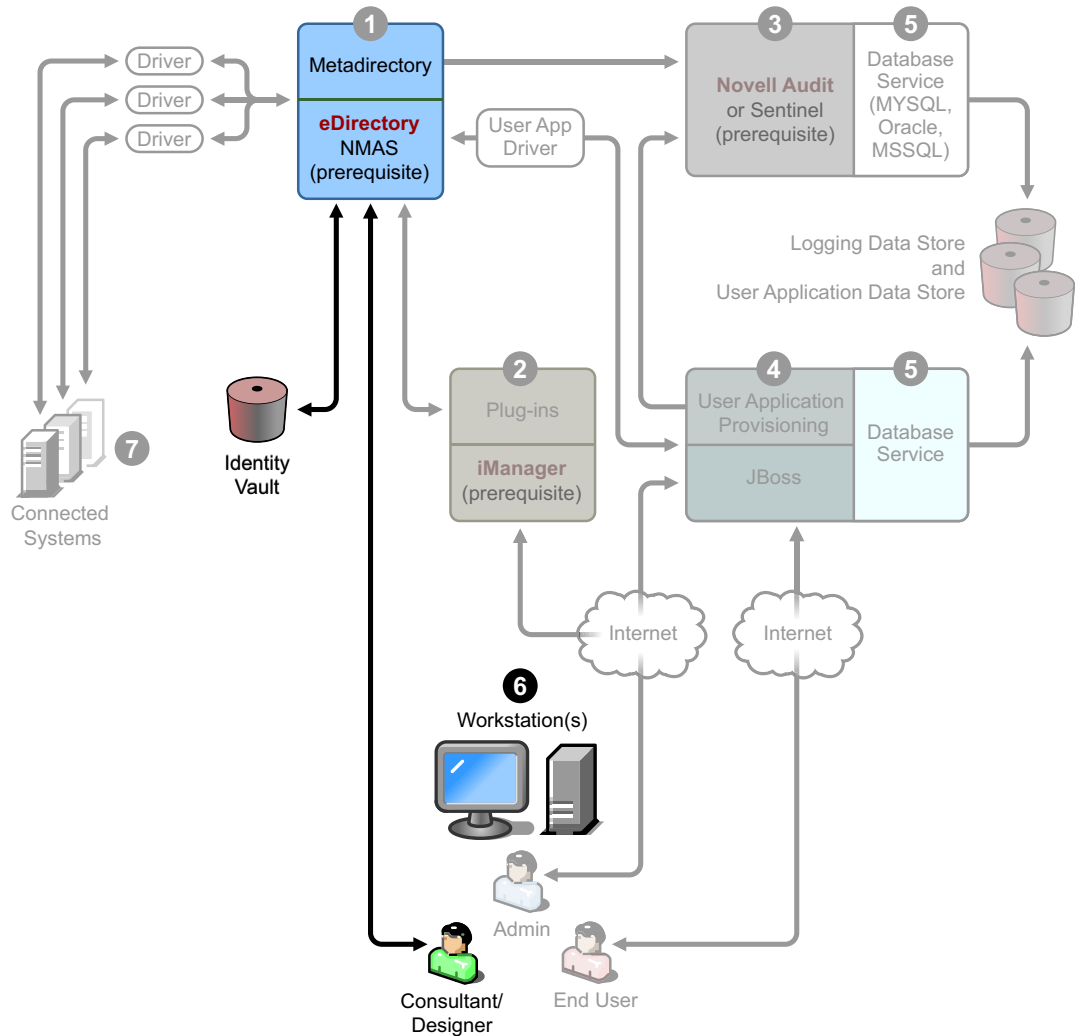 1
3
5
Driver
Driver
Driver
Metadirectory
eDirectory
NMAS
(prerequisite)
User App
Driver
Novell Audit
or Sentinel
(prerequisite)
Database
Service
(MYSQL,
Oracle,
MSSQL)
Logging Data Store
and
User Application Data Store
2
4
5
Plug-ins
iManager
(prerequisite)
User Application
Provisioning
JBoss
Database
Service
7
Connected
Systems
Identity
Vault
Internet
Internet
6
Workstation(s)
Admin
Consultant/
Designer
End User